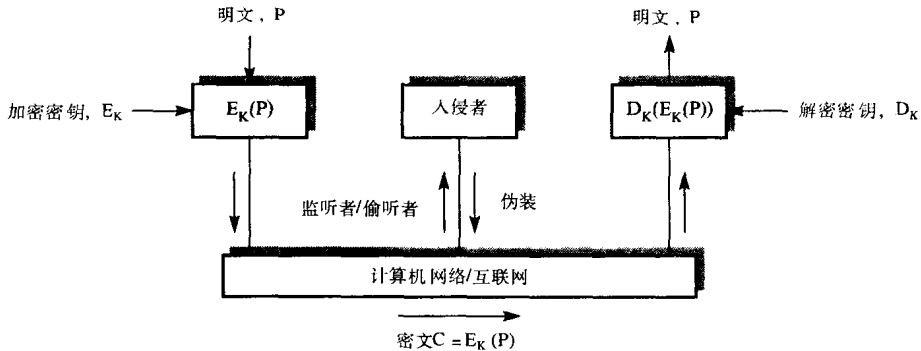 明文, P
明文, P
加密密钥, E_K
E_K(P)
入侵者
D_K(E_K(P))
解密密钥, D_K
监听者/偷听者
伪装
计算机网络/互联网
密文C = E_K(P)